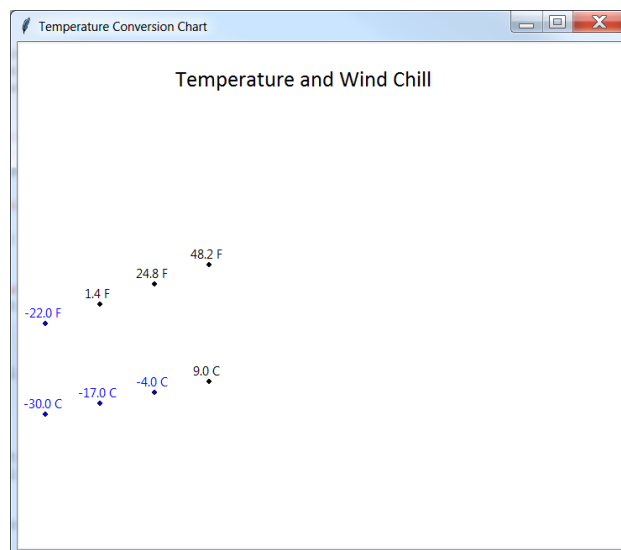 Temperature Conversion Chart
Temperature and Wind Chill
48.2 F
24.8 F
1.4 F
-22.0 F
9.0 C
-4.0 C
-17.0 C
-30.0 C